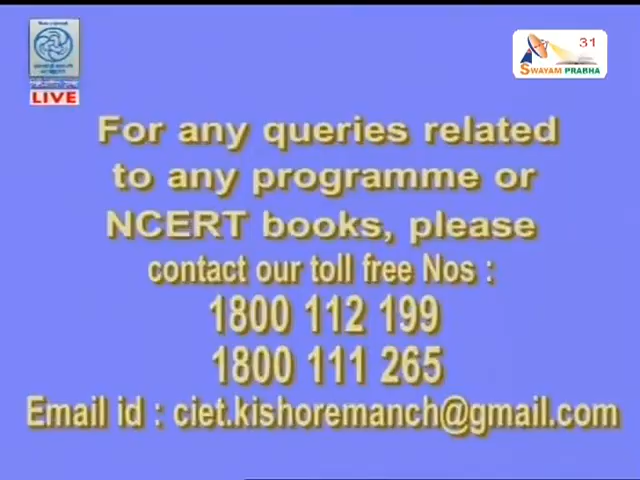 LIVE
31
SWAYAM PRABHA
For any queries related
to any programme or
NCERT books, please
contact our toll free Nos :
1800 112 199
1800 111 265
Email id : ciet.kishoremanch@gmail.com